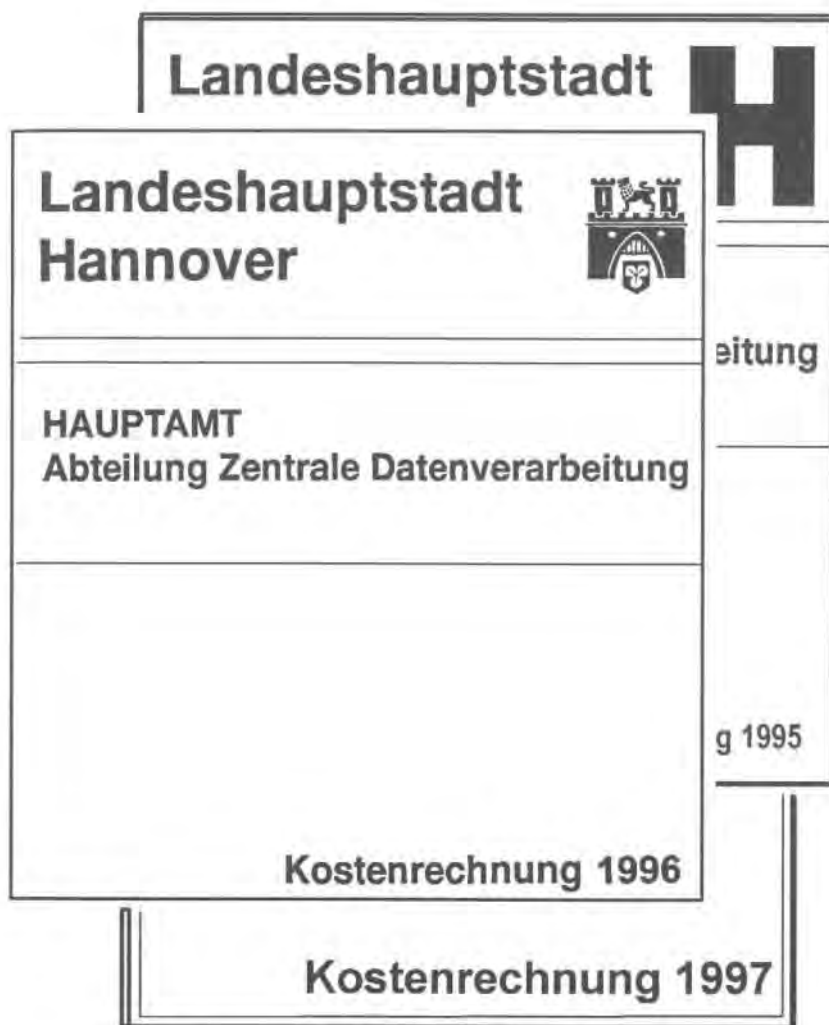 Landeshauptstadt
H
Landeshauptstadt
Hannover
eitung
HAUPTAMT
Abteilung Zentrale Datenverarbeitung
g 1995
Kostenrechnung 1996
Kostenrechnung 1997